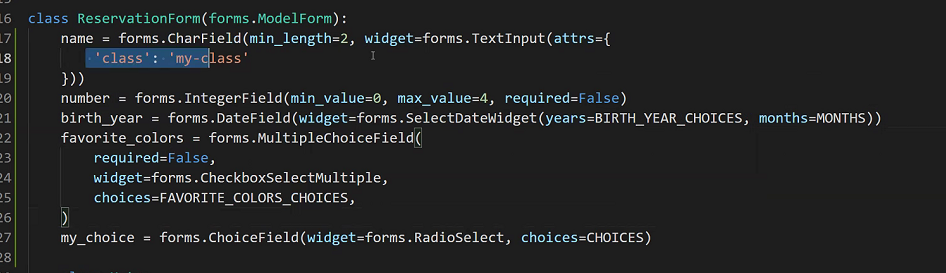 16 class ReservationForm(forms.ModelForm):
17 name = forms.CharField(min_length=2, widget=forms.TextInput(attrs={
18 'class': 'my-class'
19 }))
20 number = forms.IntegerField(min_value=0, max_value=4, required=False)
21 birth_year = forms.DateField(widget=forms.SelectDateWidget(years=BIRTH_YEAR_CHOICES, months=MONTHS))
22 favorite_colors = forms.MultipleChoiceField(
23 required=False,
24 widget=forms.CheckboxSelectMultiple,
25 choices=FAVORITE_COLORS_CHOICES,
26 )
27 my_choice = forms.ChoiceField(widget=forms.RadioSelect, choices=CHOICES)
28